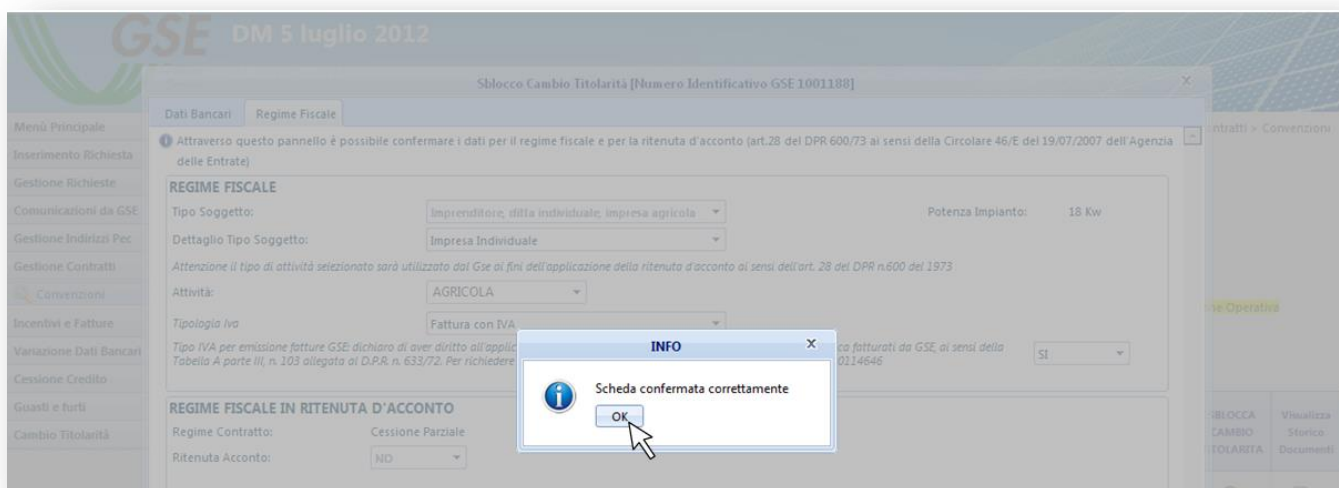 GSE DM 5 luglio 2012
Sblocco Cambio Titolarità [Numero Identificativo GSE 1001188] X
Dati Bancari Regime Fiscale
Menù Principale
Inserimento Richiesta
Gestione Richieste
Comunicazioni da GSE
Gestione Indirizzi Pec
Gestione Contratti
Convenzioni
Incentivi e Fatture
Variazione Dati Bancari
Cessione Credito
Guasti e furti
Cambio Titolarità
ontratti > Convenzioni
Attraverso questo pannello è possibile confermare i dati per il regime fiscale e per la ritenuta d'acconto (art.28 del DPR 600/73 ai sensi della Circolare 46/E del 19/07/2007 dell'Agenzia
delle Entrate)
REGIME FISCALE
Tipo Soggetto: Imprenditore, ditta individuale, impresa agricola Potenza Impianto: 18 Kw
Dettaglio Tipo Soggetto: Impresa Individuale
Attenzione il tipo di attività selezionato sarà utilizzato dal Gse ai fini dell'applicazione della ritenuta d'acconto ai sensi dell'art. 28 del DPR n.600 del 1973
Attività: AGRICOLA
Tipologia Iva Fattura con IVA
Tipo IVA per emissione fatture GSE: dichiaro di aver diritto all'applic ca fatturati da GSE, ai sensi della
Tabella A parte III, n. 103 allegata al D.P.R. n. 633/72. Per richiedere 0114646
SI
INFO X
Scheda confermata correttamente
OK
REGIME FISCALE IN RITENUTA D'ACCONTO
Regime Contratto: Cessione Parziale
Ritenuta Acconto: NO
ne Operativa
SBLOCCA
CAMBIO
TITOLARITA
Visualizza
Storico
Documenti